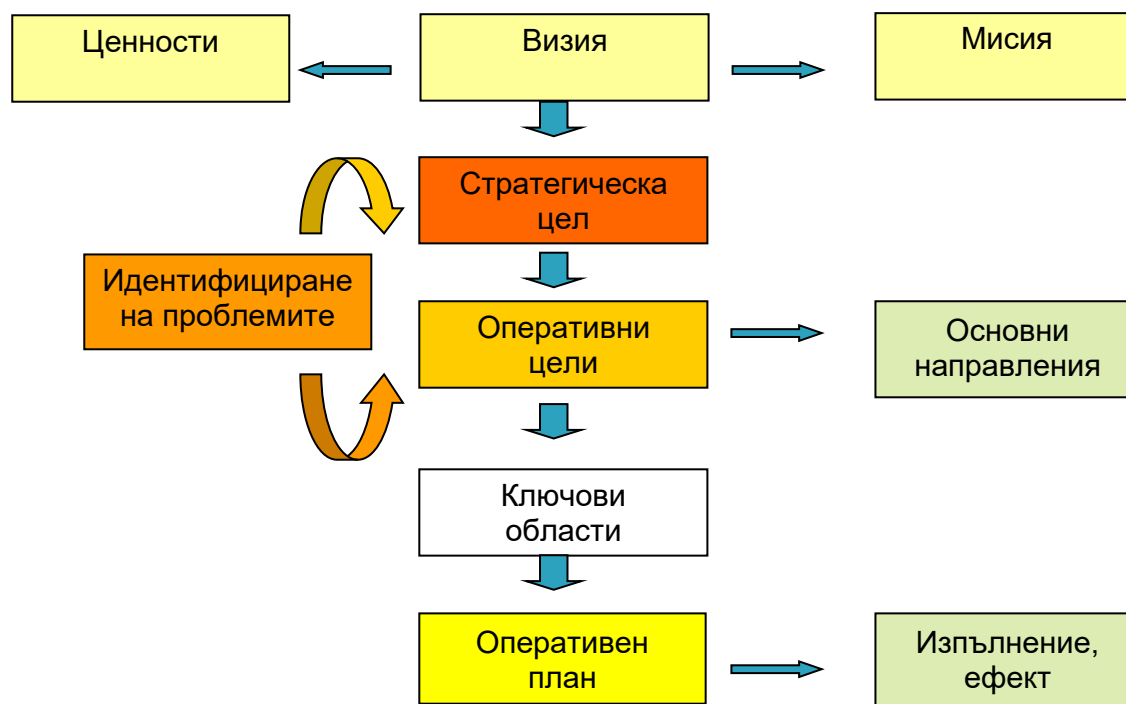 Ценности
Визия
Мисия
Стратегическа
цел
Идентифициране
на проблемите
Оперативни
цели
Основни
направления
Ключови
области
Оперативен
план
Изпълнение,
ефект